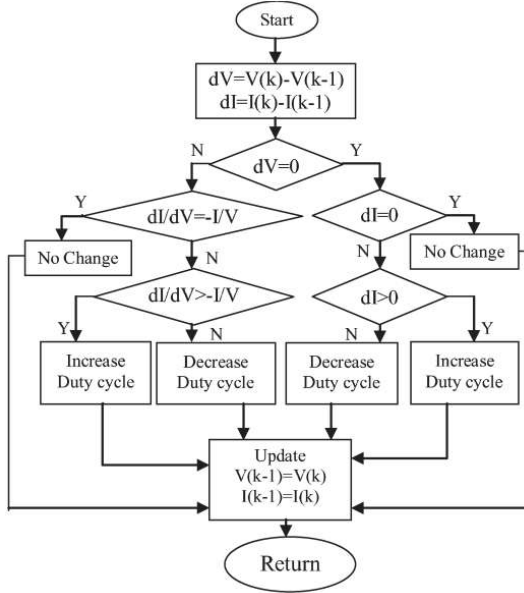 Start
dV=V(k)-V(k-1)
dI=I(k)-I(k-1)
N
Y
dV=0
Y
dI/dV=-I/V
dI=0
Y
No Change
N
N
No Change
dI/dV>-I/V
dI>0
Y
N
N
Y
Increase
Duty cycle
Decrease
Duty cycle
Decrease
Duty cycle
Increase
Duty cycle
Update
V(k-1)=V(k)
I(k-1)=I(k)
Return